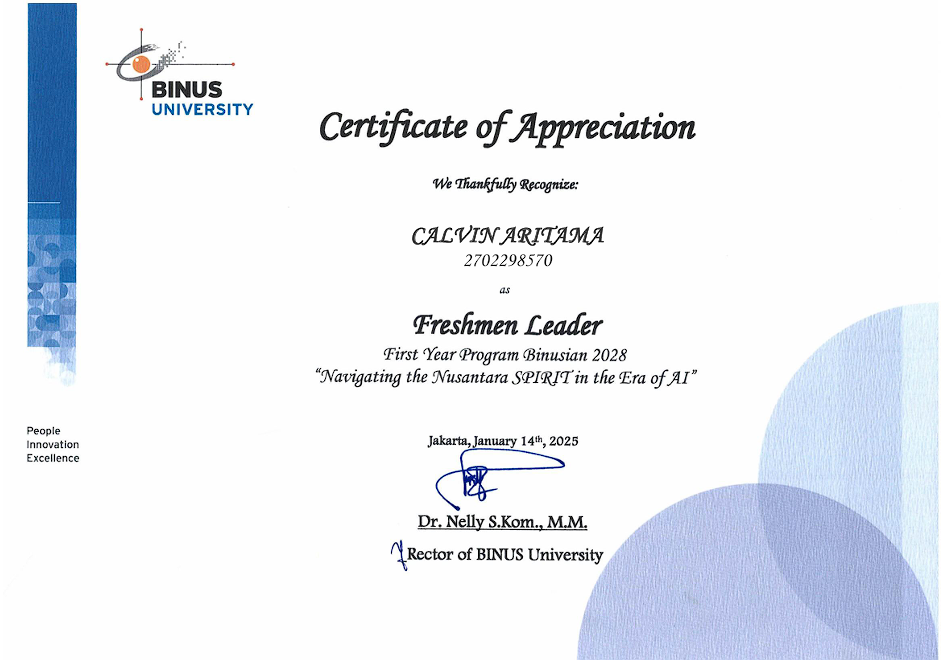 BINUS
UNIVERSITY
Certificate of Appreciation
We Thankfully Recognize:
CALVIN ARITAMA
2702298570
as
Freshmen Leader
First Year Program Binusian 2028
“Navigating the Nusantara SPIRIT in the Era of AI”
People
Innovation
Excellence
Jakarta, January 14th, 2025
Dr. Nelly S.Kom., M.M.
Rector of BINUS University